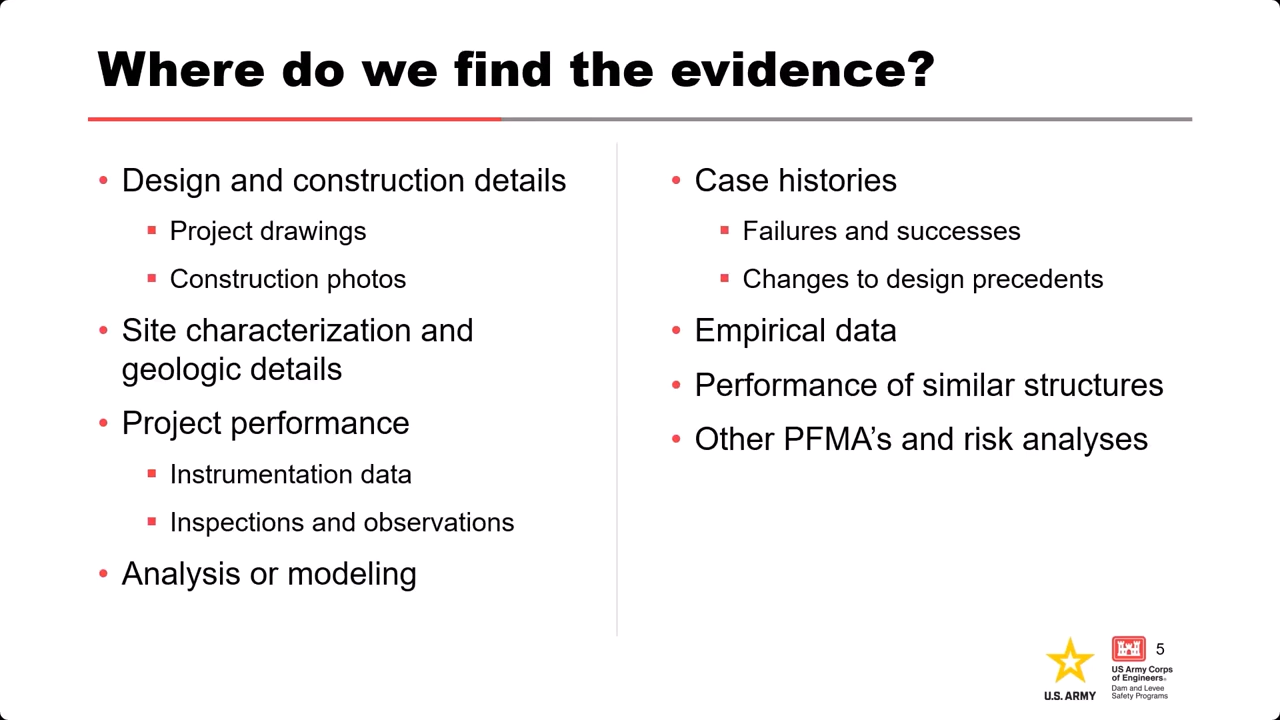 Where do we find the evidence?
• Design and construction details
▪ Project drawings
▪ Construction photos
• Site characterization and
geologic details
• Project performance
▪ Instrumentation data
▪ Inspections and observations
• Analysis or modeling
• Case histories
▪ Failures and successes
▪ Changes to design precedents
• Empirical data
• Performance of similar structures
• Other PFMA’s and risk analyses
U.S. ARMY
5
US Army Corps
of Engineers®
Dam and Levee
Safety Programs